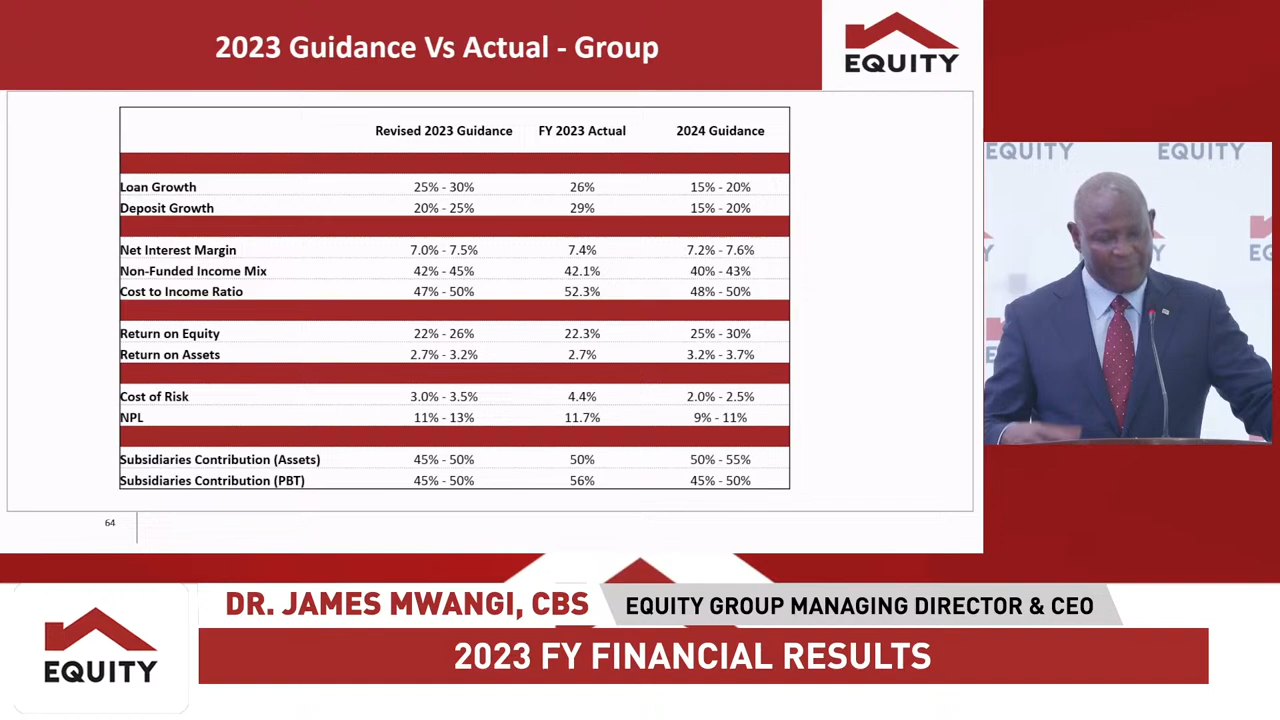 2023 Guidance Vs Actual - Group
EQUITY
Revised 2023 Guidance FY 2023 Actual 2024 Guidance
Loan Growth 25% - 30% 26% 15% - 20%
Deposit Growth 20% - 25% 29% 15% - 20%
Net Interest Margin 7.0% - 7.5% 7.4% 7.2% - 7.6%
Non-Funded Income Mix 42% - 45% 42.1% 40% - 43%
Cost to Income Ratio 47% - 50% 52.3% 48% - 50%
Return on Equity 22% - 26% 22.3% 25% - 30%
Return on Assets 2.7% - 3.2% 2.7% 3.2% - 3.7%
Cost of Risk 3.0% - 3.5% 4.4% 2.0% - 2.5%
NPL 11% - 13% 11.7% 9% - 11%
Subsidiaries Contribution (Assets) 45% - 50% 50% 50% - 55%
Subsidiaries Contribution (PBT) 45% - 50% 56% 45% - 50%
64
EQUITY EQUITY
DR. JAMES MWANGI, CBS EQUITY GROUP MANAGING DIRECTOR & CEO
2023 FY FINANCIAL RESULTS
EQUITY